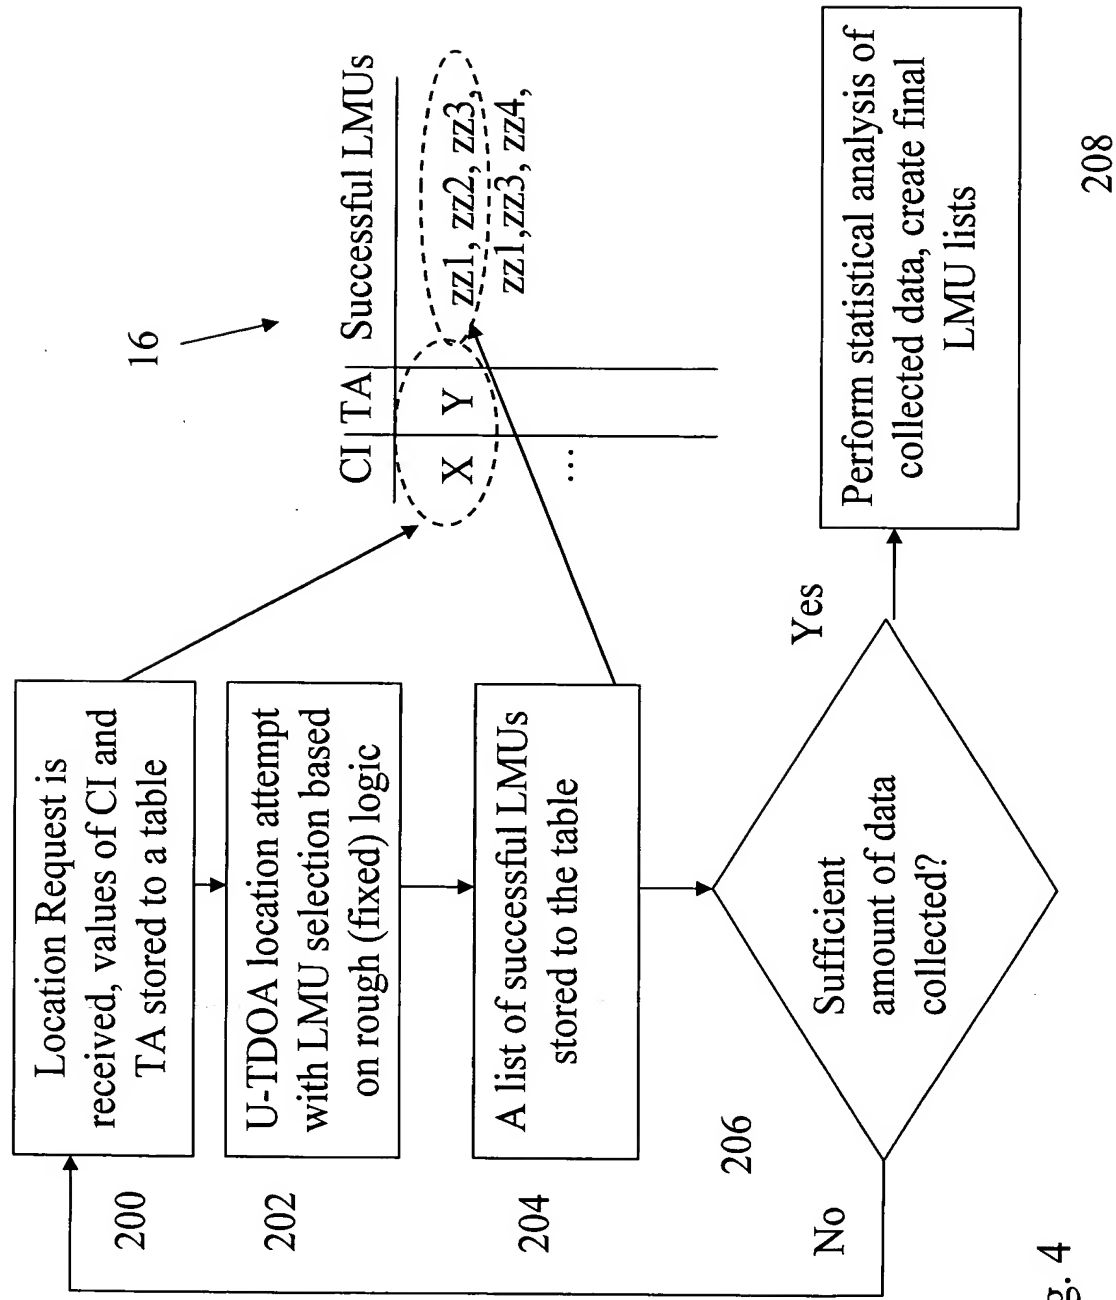 200
Location Request is
received, values of CI and
TA stored to a table
202
U-TDOA location attempt
with LMU selection based
on rough (fixed) logic
204
A list of successful LMUs
stored to the table
206
Sufficient
amount of data
collected?
No
Yes
Perform statistical analysis of
collected data, create final
LMU lists
208
16
CI TA Successful LMUs
X Y zz1, zz2, zz3,
... zz1,zz3, zz4,
g. 4